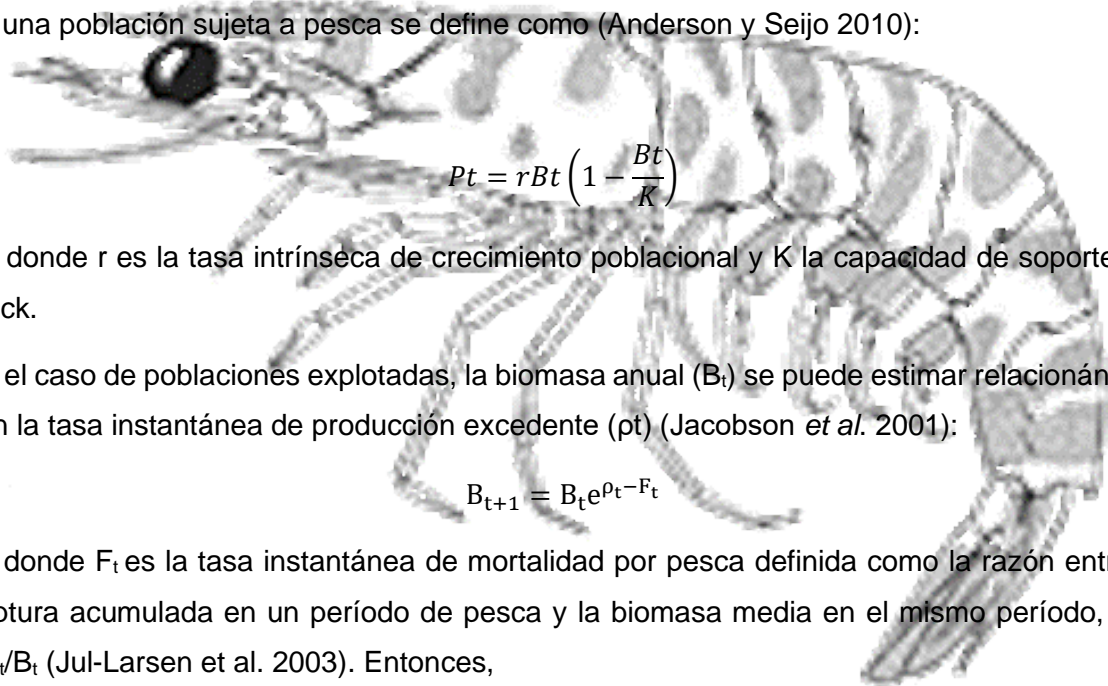 una población sujeta a pesca se define como (Anderson y Seijo 2010):
Pt = rBt (1 − Bt/K)
donde r es la tasa intrínseca de crecimiento poblacional y K la capacidad de soporte
ck.
el caso de poblaciones explotadas, la biomasa anual (Bₜ) se puede estimar relacionán
n la tasa instantánea de producción excedente (ρt) (Jacobson et al. 2001):
Bₜ₊₁ = Bₜe^(ρₜ−Fₜ)
donde Fₜ es la tasa instantánea de mortalidad por pesca definida como la razón entr
otura acumulada en un período de pesca y la biomasa media en el mismo período,
ₜ/Bₜ (Jul-Larsen et al. 2003). Entonces,